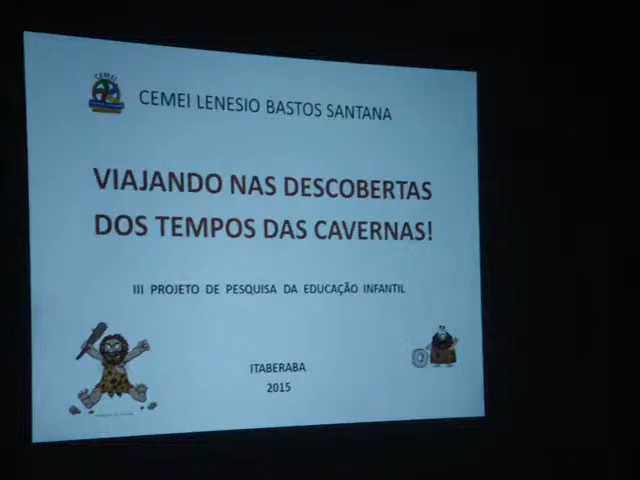 CEMEI
CEMEI LENESIO BASTOS SANTANA
VIAJANDO NAS DESCOBERTAS
DOS TEMPOS DAS CAVERNAS!
III PROJETO DE PESQUISA DA EDUCAÇÃO INFANTIL
ITABERABA
2015